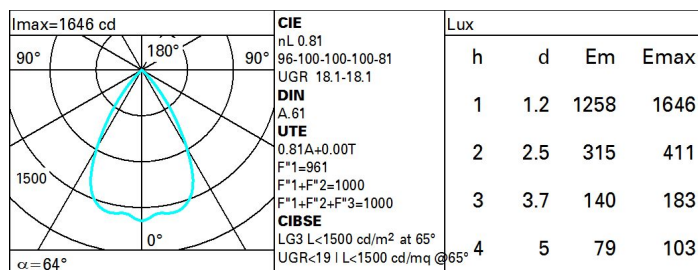 Imax=1646 cd
90°
180°
90°
1500
0°
α=64°
CIE
nL 0.81
96-100-100-100-81
UGR 18.1-18.1
DIN
A.61
UTE
0.81A+0.00T
F"1=961
F"1+F"2=1000
F"1+F"2+F"3=1000
CIBSE
LG3 L<1500 cd/m² at 65°
UGR<19 | L<1500 cd/mq @65°
Lux
h d Em Emax
1 1.2 1258 1646
2 2.5 315 411
3 3.7 140 183
4 5 79 103